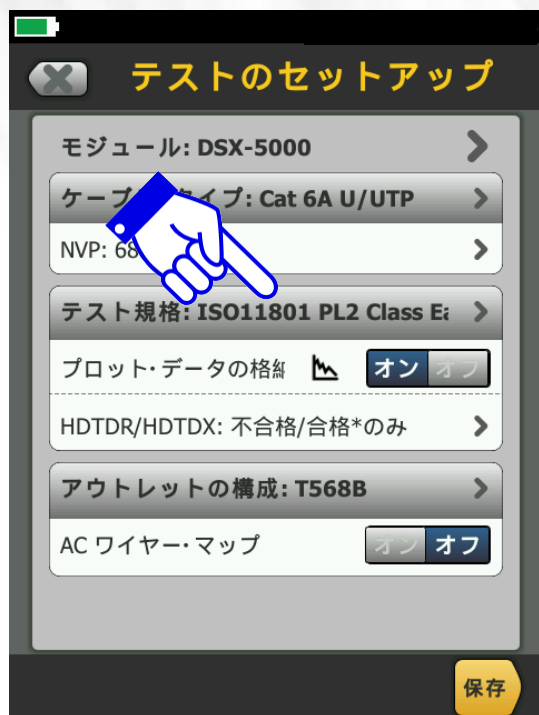 テストのセットアップ
モジュール: DSX-5000
ケーブ イプ: Cat 6A U/UTP
NVP: 68
テスト規格: ISO11801 PL2 Class Ea
プロット・データの格納 オン オフ
HDTDR/HDTDX: 不合格/合格*のみ
アウトレットの構成: T568B
AC ワイヤー・マップ オン オフ
保存